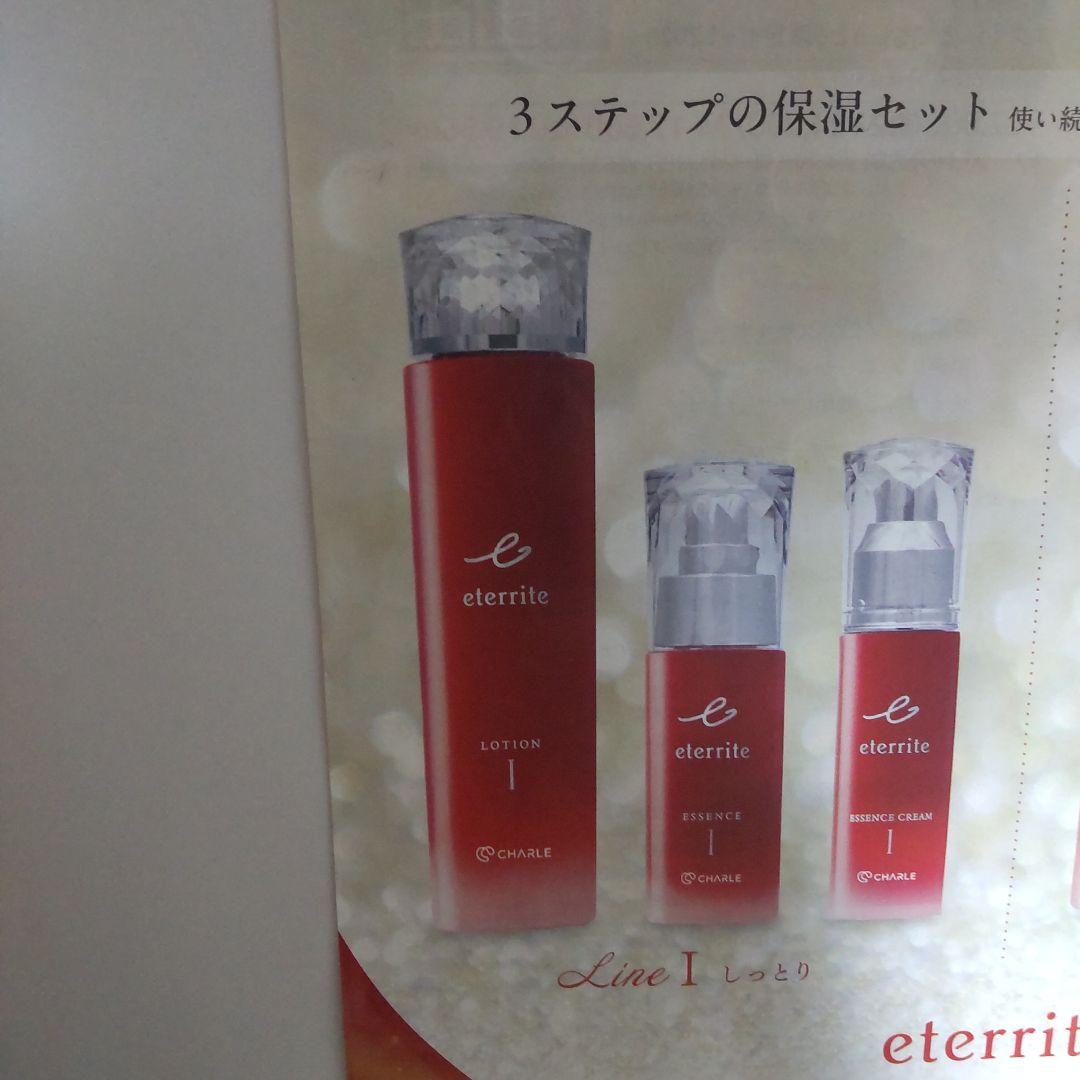 3ステップの保湿セット 使い続
e
eterrite
LOTION
I
CHARLE
e
eterrite
ESSENCE
I
CHARLE
e
eterrite
ESSENCE CREAM
I
CHARLE
Line I しっとり
eterrit